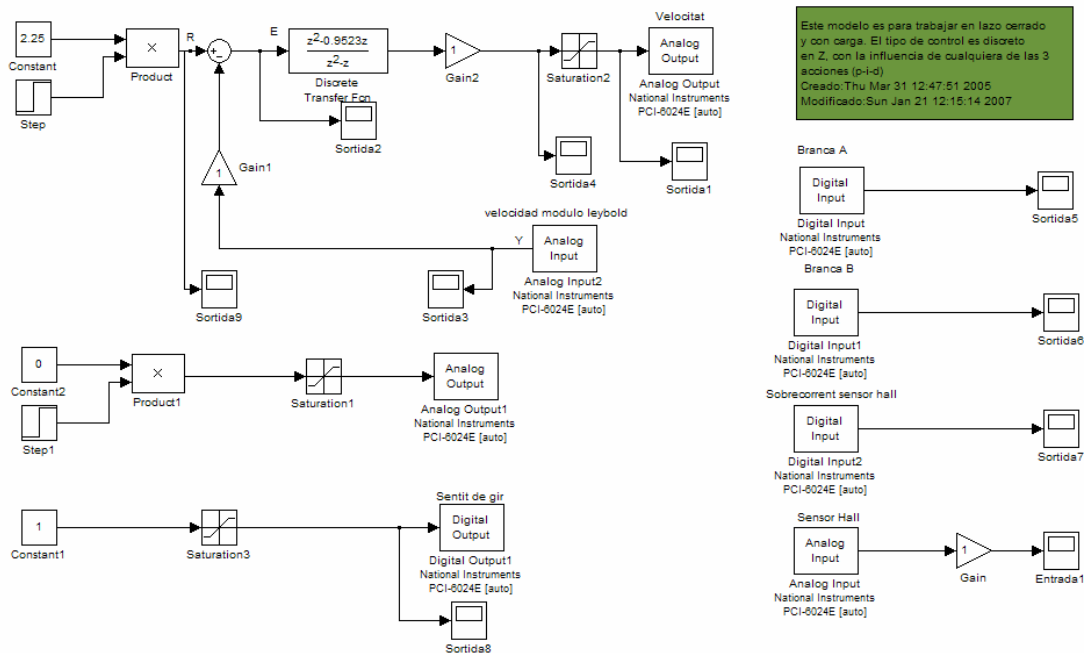 2.25
Constant
Step
×
Product
R
+
−
E
z²-0.9523z
z²-z
Discrete
Transfer Fcn
Sortida2
1
Gain2
Saturation2
Velocitat
Analog
Output
Analog Output
National Instruments
PCI-6024E [auto]
Sortida4
Sortida1
1
Gain1
velocidad modulo leybold
Y
Analog
Input
Analog Input2
National Instruments
PCI-6024E [auto]
Sortida9
Sortida3
0
Constant2
Step1
×
Product1
Saturation1
Analog
Output
Analog Output1
National Instruments
PCI-6024E [auto]
1
Constant1
Saturation3
Sentit de gir
Digital
Output
Digital Output1
National Instruments
PCI-6024E [auto]
Sortida8
Este modelo es para trabajar en lazo cerrado
y con carga. El tipo de control es discreto
en Z, con la influencia de cualquiera de las 3
acciones (p-i-d)
Creado:Thu Mar 31 12:47:51 2005
Modificado:Sun Jan 21 12:15:14 2007
Branca A
Digital
Input
Digital Input
National Instruments
PCI-6024E [auto]
Sortida5
Branca B
Digital
Input
Digital Input1
National Instruments
PCI-6024E [auto]
Sortida6
Sobrecorrent sensor hall
Digital
Input
Digital Input2
National Instruments
PCI-6024E [auto]
Sortida7
Sensor Hall
Analog
Input
Analog Input
National Instruments
PCI-6024E [auto]
1
Gain
Entrada1